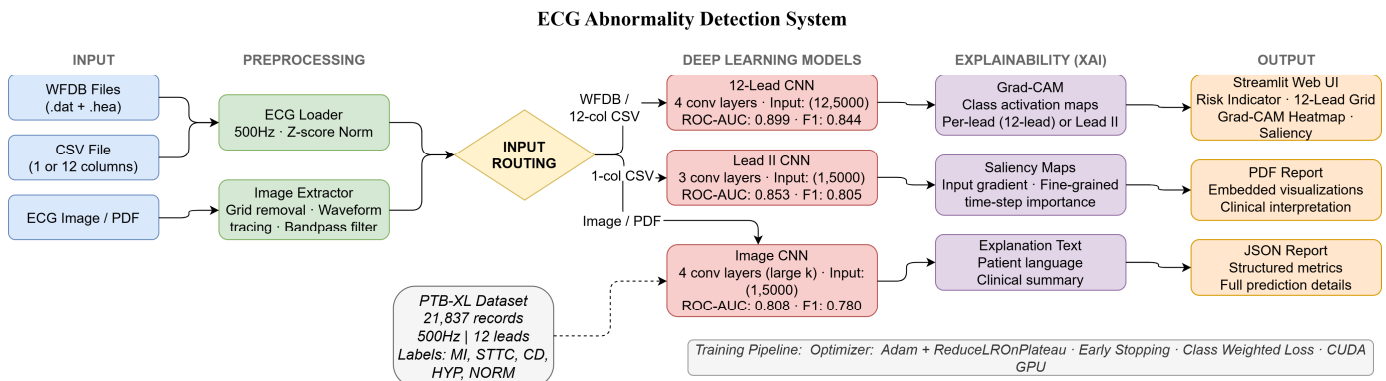 ECG Abnormality Detection System
INPUT
PREPROCESSING
DEEP LEARNING MODELS
EXPLAINABILITY (XAI)
OUTPUT
WFDB Files
(.dat + .hea)
CSV File
(1 or 12 columns)
ECG Image / PDF
ECG Loader
500Hz · Z-score Norm
Image Extractor
Grid removal · Waveform
tracing · Bandpass filter
INPUT
ROUTING
WFDB /
12-col CSV
1-col CSV
Image / PDF
12-Lead CNN
4 conv layers · Input: (12,5000)
ROC-AUC: 0.899 · F1: 0.844
Lead II CNN
3 conv layers · Input: (1,5000)
ROC-AUC: 0.853 · F1: 0.805
Image CNN
4 conv layers (large k) · Input:
(1,5000)
ROC-AUC: 0.808 · F1: 0.780
Grad-CAM
Class activation maps
Per-lead (12-lead) or Lead II
Saliency Maps
Input gradient · Fine-grained
time-step importance
Explanation Text
Patient language
Clinical summary
Streamlit Web UI
Risk Indicator · 12-Lead Grid
Grad-CAM Heatmap ·
Saliency
PDF Report
Embedded visualizations
Clinical interpretation
JSON Report
Structured metrics
Full prediction details
PTB-XL Dataset
21,837 records
500Hz | 12 leads
Labels: MI, STTC, CD,
HYP, NORM
Training Pipeline: Optimizer: Adam + ReduceLROnPlateau · Early Stopping · Class Weighted Loss · CUDA
GPU